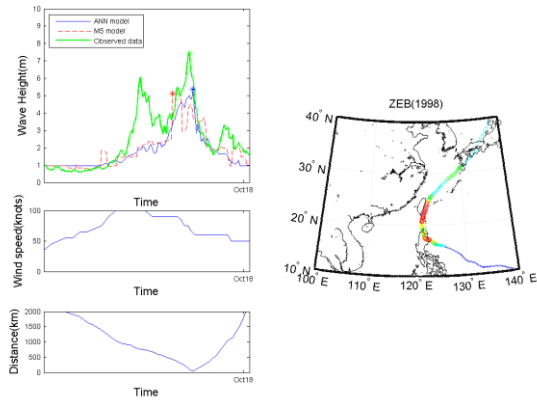 ANN model
M5 model
Observed data
Wave Height(m)
10
9
8
7
6
5
4
3
2
1
0
Oct18
Time
Wind speed(Knots)
100
50
0
Oct18
Time
Distance(km)
2000
1500
1000
500
0
Oct18
Time
ZEB(1998)
40° N
30° N
20° N
10° N
110° E
120° E
130° E
140° E